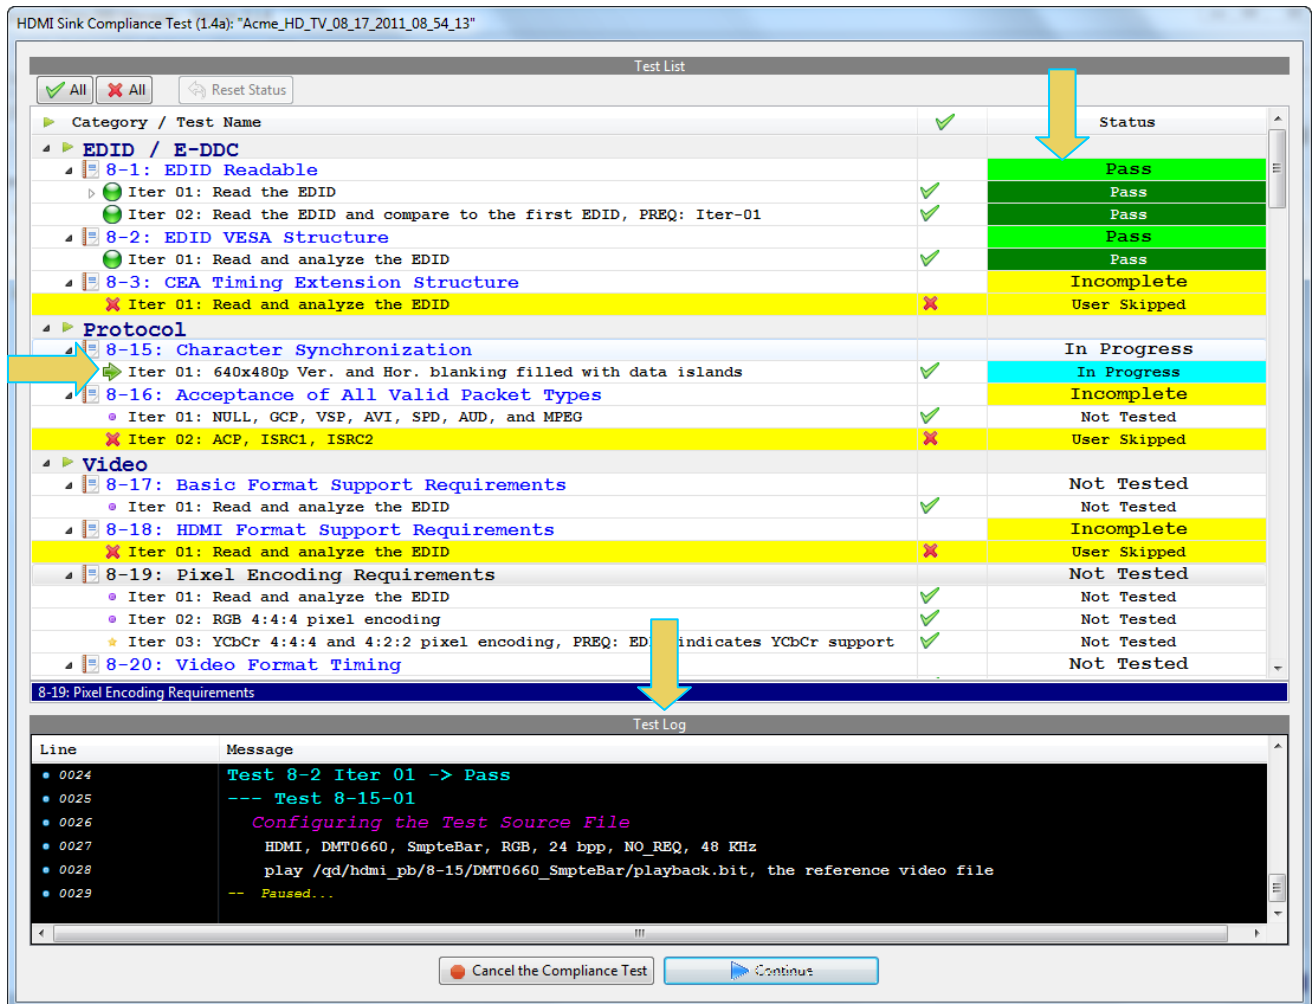 HDMI Sink Compliance Test (1.4a): "Acme_HD_TV_08_17_2011_08_54_13"
Test List
All All Reset Status
Category / Test Name Status
EDID / E-DDC
8-1: EDID Readable Pass
Iter 01: Read the EDID Pass
Iter 02: Read the EDID and compare to the first EDID, PREQ: Iter-01 Pass
8-2: EDID VESA Structure Pass
Iter 01: Read and analyze the EDID Pass
8-3: CEA Timing Extension Structure Incomplete
Iter 01: Read and analyze the EDID User Skipped
Protocol
8-15: Character Synchronization In Progress
Iter 01: 640x480p Ver. and Hor. blanking filled with data islands In Progress
8-16: Acceptance of All Valid Packet Types Incomplete
Iter 01: NULL, GCP, VSP, AVI, SPD, AUD, and MPEG Not Tested
Iter 02: ACP, ISRC1, ISRC2 User Skipped
Video
8-17: Basic Format Support Requirements Not Tested
Iter 01: Read and analyze the EDID Not Tested
8-18: HDMI Format Support Requirements Incomplete
Iter 01: Read and analyze the EDID User Skipped
8-19: Pixel Encoding Requirements Not Tested
Iter 01: Read and analyze the EDID Not Tested
Iter 02: RGB 4:4:4 pixel encoding Not Tested
Iter 03: YCbCr 4:4:4 and 4:2:2 pixel encoding, PREQ: ED indicates YCbCr support Not Tested
8-20: Video Format Timing Not Tested
8-19: Pixel Encoding Requirements
Test Log
Line Message
0024 Test 8-2 Iter 01 -> Pass
0025 --- Test 8-15-01
0026 Configuring the Test Source File
0027 HDMI, DMT0660, SmpteBar, RGB, 24 bpp, NO_REQ, 48 KHz
0028 play /qd/hdmi_pb/8-15/DMT0660_SmpteBar/playback.bit, the reference video file
0029 -- Paused...
Cancel the Compliance Test Continue